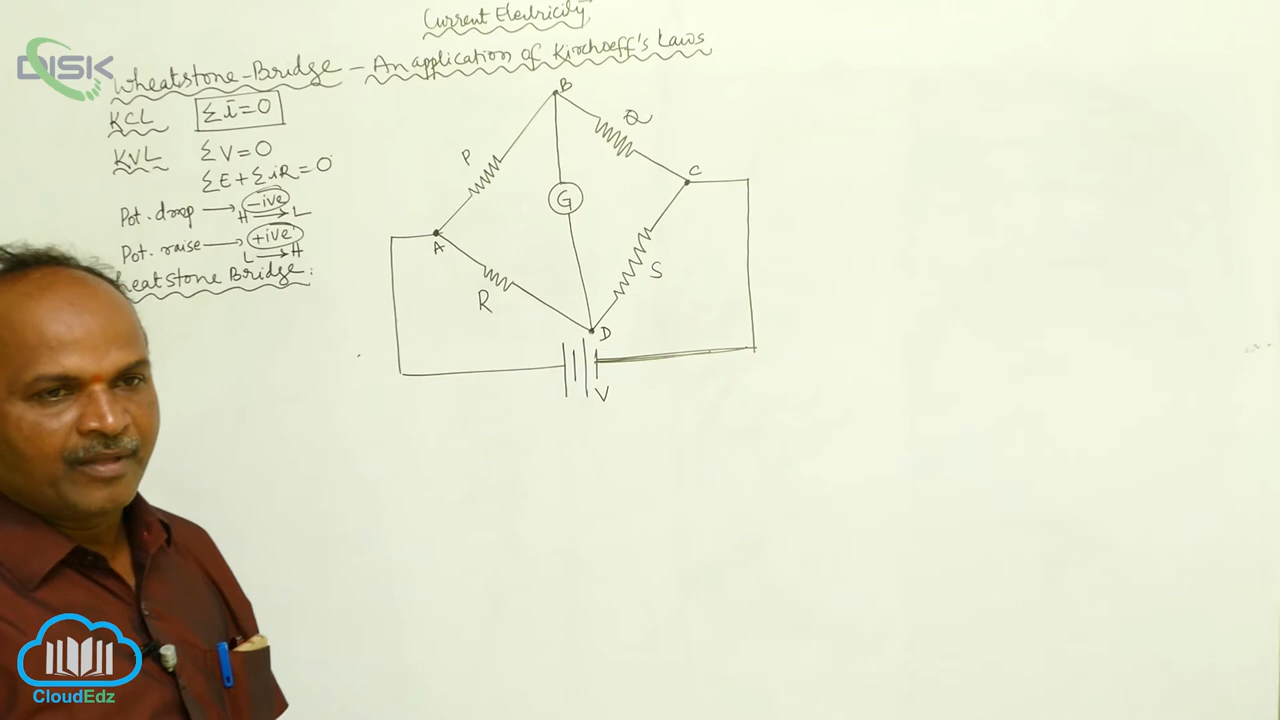 Current Electricity
DISK
Wheatstone-Bridge - An application of Kirchoeff's Laws
KCL Σi=0
KVL ΣV=0
ΣE+ΣiR=0
Pot. drop → -ive
H → L
Pot. raise → +ive
L → H
heatstone Bridge:
B
Q
P
C
G
A
S
R
D
V
CloudEdz